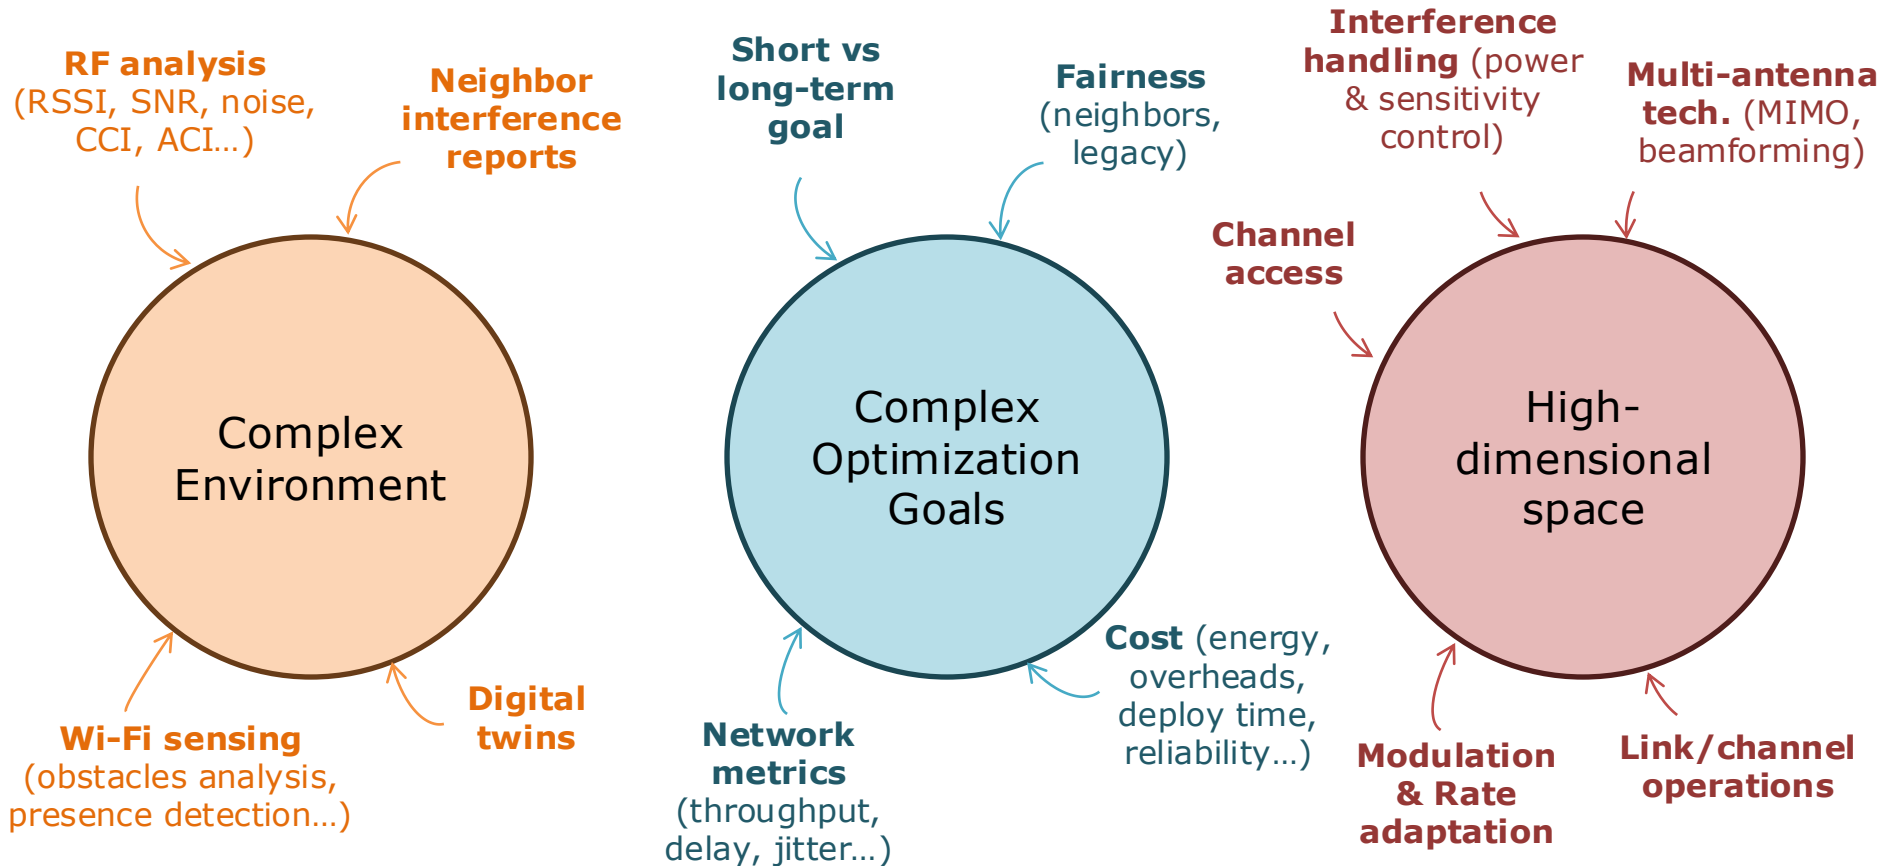 RF analysis
(RSSI, SNR, noise,
CCI, ACI...)
Neighbor
interference
reports
Complex
Environment
Wi-Fi sensing
(obstacles analysis,
presence detection...)
Digital
twins
Short vs
long-term
goal
Fairness
(neighbors,
legacy)
Complex
Optimization
Goals
Network
metrics
(throughput,
delay, jitter...)
Cost (energy,
overheads,
deploy time,
reliability...)
Interference
handling (power
& sensitivity
control)
Multi-antenna
tech. (MIMO,
beamforming)
Channel
access
High-
dimensional
space
Modulation
& Rate
adaptation
Link/channel
operations